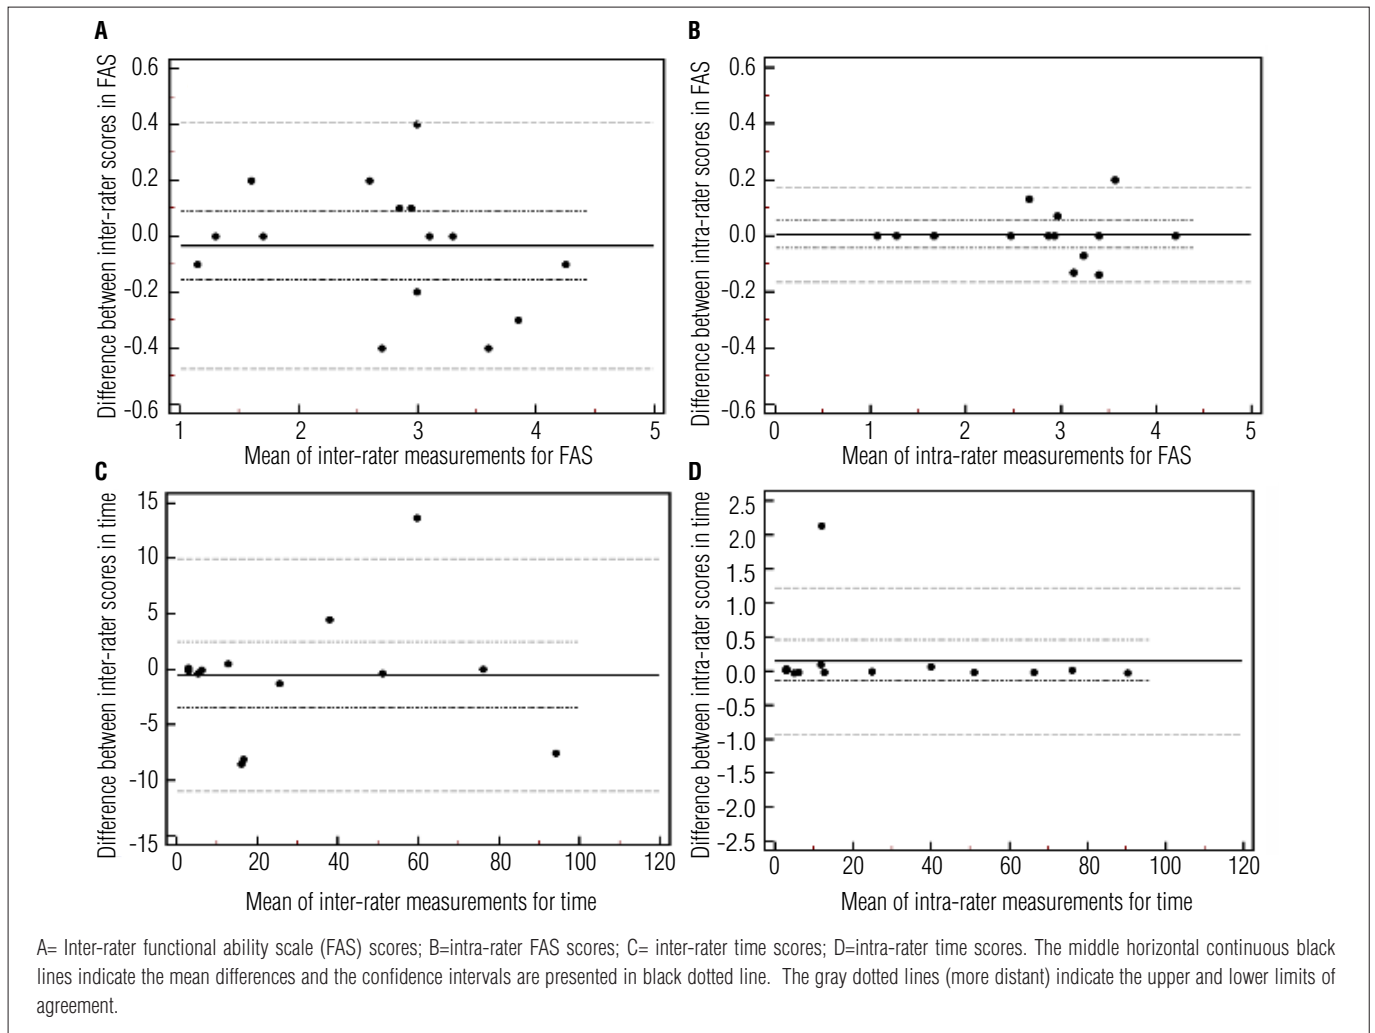 A
Difference between inter-rater scores in FAS
0.6
0.4
0.2
0.0
-0.2
-0.4
-0.6
1 2 3 4 5
Mean of inter-rater measurements for FAS
B
Difference between intra-rater scores in FAS
0.6
0.4
0.2
0.0
-0.2
-0.4
-0.6
0 1 2 3 4 5
Mean of intra-rater measurements for FAS
C
Difference between inter-rater scores in time
15
10
5
0
-5
-10
-15
0 20 40 60 80 100 120
Mean of inter-rater measurements for time
D
Difference between intra-rater scores in time
2.5
2.0
1.5
1.0
0.5
0.0
-0.5
-1.0
-1.5
-2.0
-2.5
0 20 40 60 80 100 120
Mean of intra-rater measurements for time
A= Inter-rater functional ability scale (FAS) scores; B=intra-rater FAS scores; C= inter-rater time scores; D=intra-rater time scores. The middle horizontal continuous black
lines indicate the mean differences and the confidence intervals are presented in black dotted line. The gray dotted lines (more distant) indicate the upper and lower limits of
agreement.